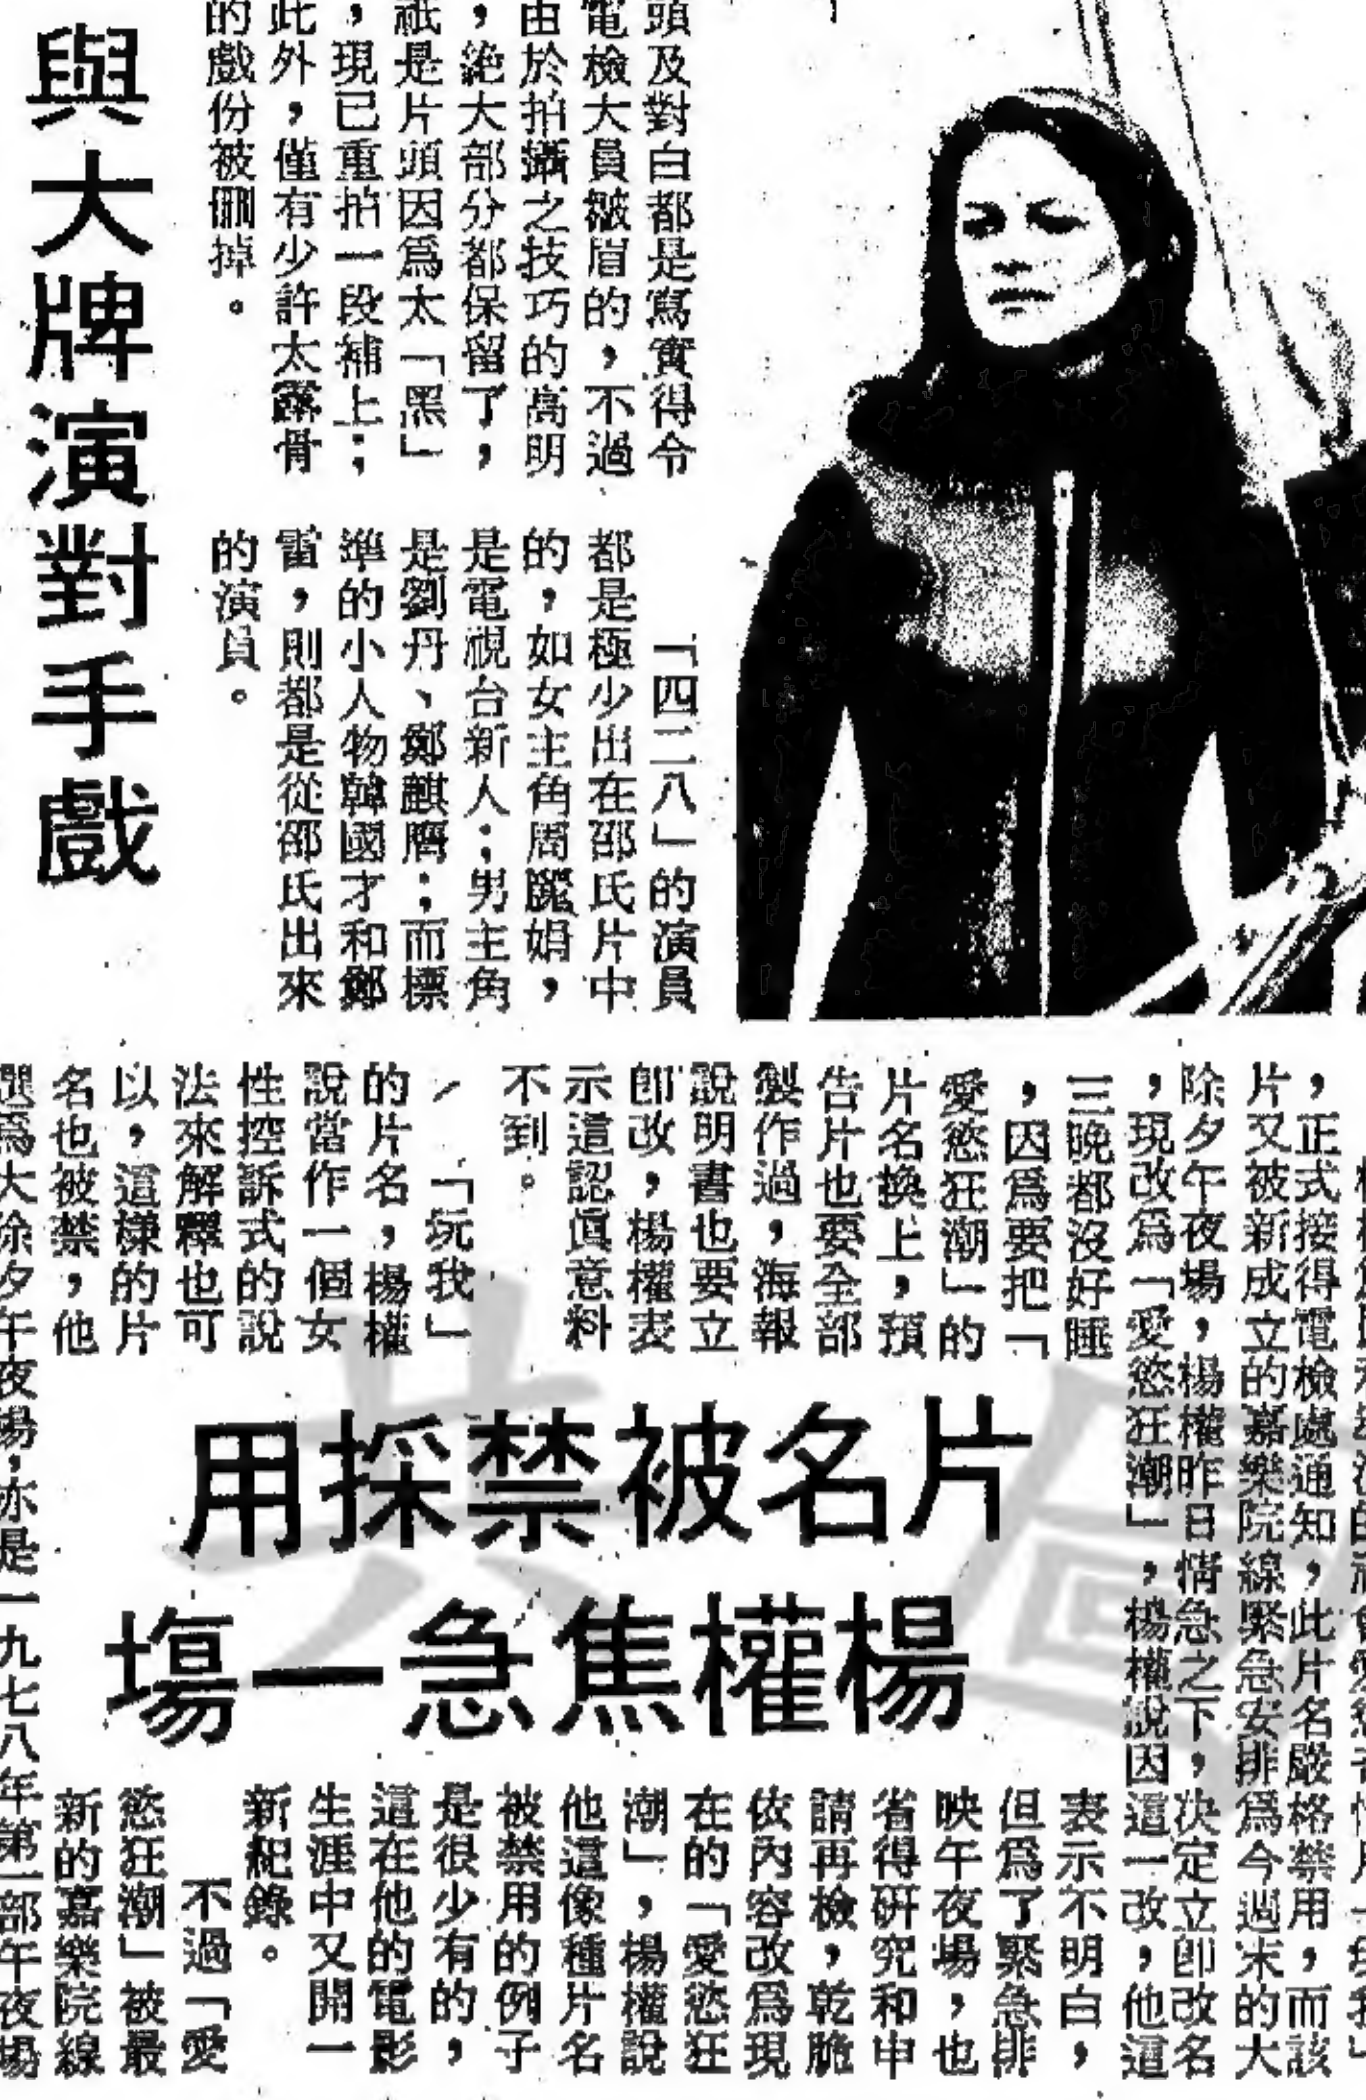 與大牌演對手戲
頭及對白都是寫實得令
電檢大員皺眉的，不過
由於拍攝之技巧的高明
，絶大部分都保留了，
祇是片頭因爲太「黑」
，現已重拍一段補上；
此外，僅有少許太露骨
的戲份被刪掉。
「四二八」的演員
都是極少出在邵氏片中
的，如女主角周麗娟，
是電視台新人；男主角
是劉丹、鄭麒膺；而標
準的小人物韓國才和鄭
雷，則都是從邵氏出來
的演員。
片名被禁採用
楊權焦急一塲
，正式接得電檢處通知，此片名嚴格禁用，而該
片又被新成立的嘉樂院線緊急安排爲今週末的大
除夕午夜場，楊權昨日情急之下，決定立卽改名
，現改爲「愛慾狂潮」，楊權說因這一改，他這
三晚都沒好睡
，因爲要把「
愛慾狂潮」的
片名換上，預
告片也要全部
製作過，海報
說明書也要立
卽改，楊權表
示這認眞意料
不到。
「玩我」
的片名，楊權
說當作一個女
性控訴式的說
法來解釋也可
以，這樣的片
名也被禁，他
表示不明白，
但爲了緊急排
映午夜場，也
省得研究和申
請再檢，乾脆
依內容改爲現
在的「愛慾狂
潮」，楊權說
他這像種片名
被禁用的例子
是很少有的，
這在他的電影
生涯中又開一
新紀錄。
不過「愛
慾狂潮」被最
新的嘉樂院線
選爲大除夕午夜場，亦是一九七八年第一部午夜場